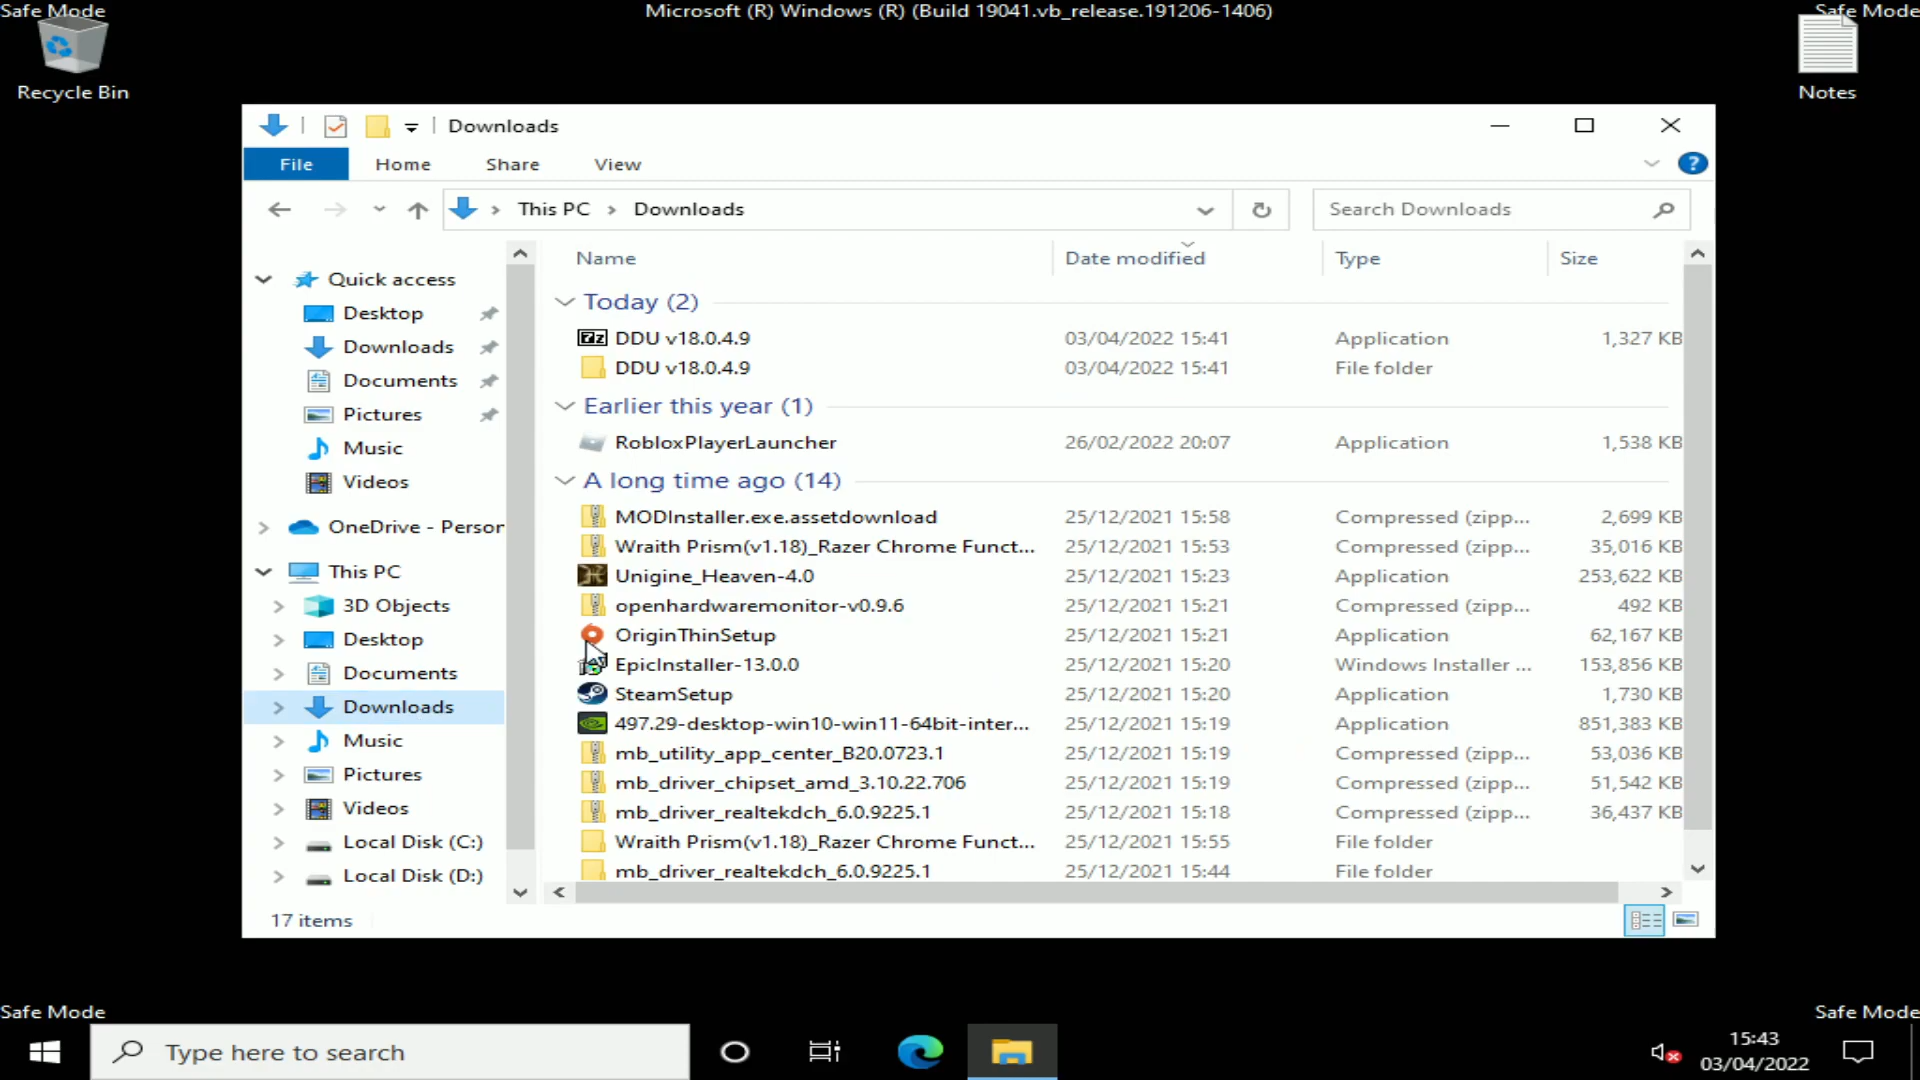 Safe Mode
Microsoft (R) Windows (R) (Build 19041.vb_release.191206-1406)
Safe Mode
Recycle Bin
Notes
Downloads
File Home Share View
This PC > Downloads
Search Downloads
Name Date modified Type Size
Quick access
Desktop
Downloads
Documents
Pictures
Music
Videos
OneDrive - Person
This PC
3D Objects
Desktop
Documents
Downloads
Music
Pictures
Videos
Local Disk (C:)
Local Disk (D:)
Today (2)
DDU v18.0.4.9 03/04/2022 15:41 Application 1,327 KB
DDU v18.0.4.9 03/04/2022 15:41 File folder
Earlier this year (1)
RobloxPlayerLauncher 26/02/2022 20:07 Application 1,538 KB
A long time ago (14)
MODInstaller.exe.assetdownload 25/12/2021 15:58 Compressed (zipp... 2,699 KB
Wraith Prism(v1.18)_Razer Chrome Funct... 25/12/2021 15:53 Compressed (zipp... 35,016 KB
Unigine_Heaven-4.0 25/12/2021 15:23 Application 253,622 KB
openhardwaremonitor-v0.9.6 25/12/2021 15:21 Compressed (zipp... 492 KB
OriginThinSetup 25/12/2021 15:21 Application 62,167 KB
EpicInstaller-13.0.0 25/12/2021 15:20 Windows Installer ... 153,856 KB
SteamSetup 25/12/2021 15:20 Application 1,730 KB
497.29-desktop-win10-win11-64bit-inter... 25/12/2021 15:19 Application 851,383 KB
mb_utility_app_center_B20.0723.1 25/12/2021 15:19 Compressed (zipp... 53,036 KB
mb_driver_chipset_amd_3.10.22.706 25/12/2021 15:19 Compressed (zipp... 51,542 KB
mb_driver_realtekdch_6.0.9225.1 25/12/2021 15:18 Compressed (zipp... 36,437 KB
Wraith Prism(v1.18)_Razer Chrome Funct... 25/12/2021 15:55 File folder
mb_driver_realtekdch_6.0.9225.1 25/12/2021 15:44 File folder
17 items
Safe Mode
Safe Mode
Type here to search
15:43
03/04/2022